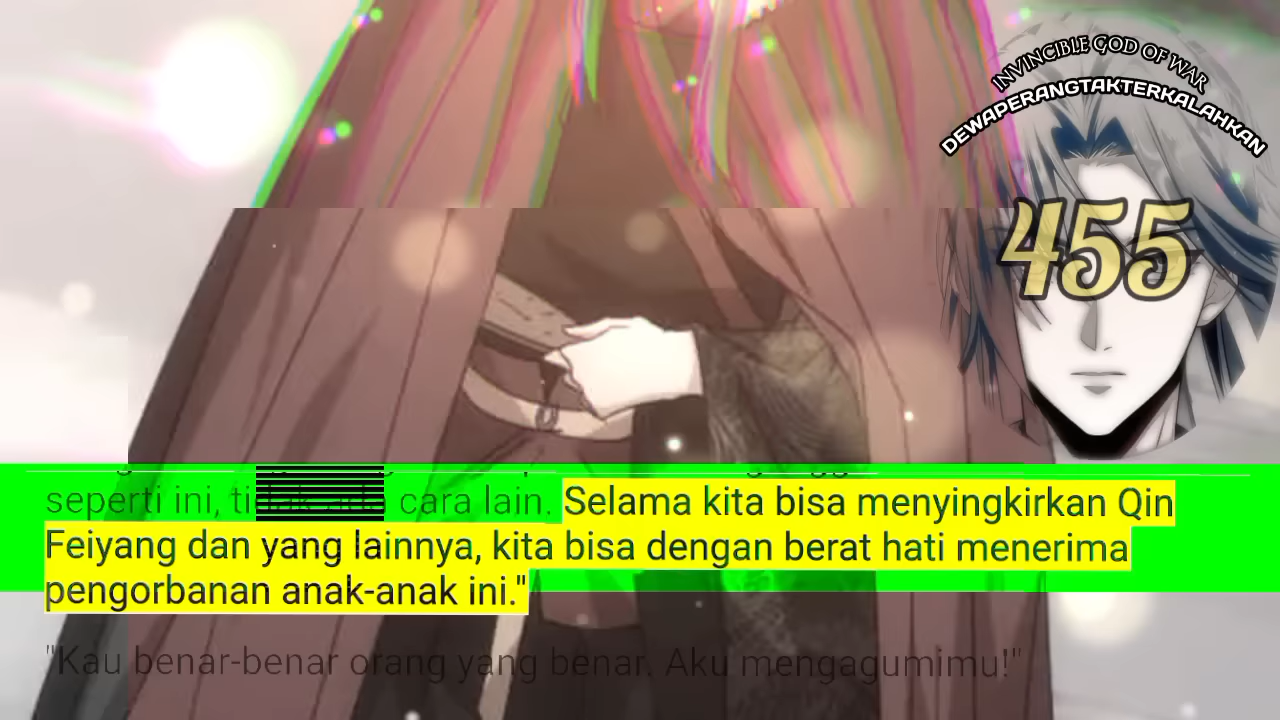 INVINCIBLE GOD OF WAR
DEWAPERANGTAKTERKALAHKAN
455
seperti ini, tidak ada cara lain. Selama kita bisa menyingkirkan Qin
Feiyang dan yang lainnya, kita bisa dengan berat hati menerima
pengorbanan anak-anak ini."
"Kau benar-benar orang yang benar. Aku mengagumimu!"